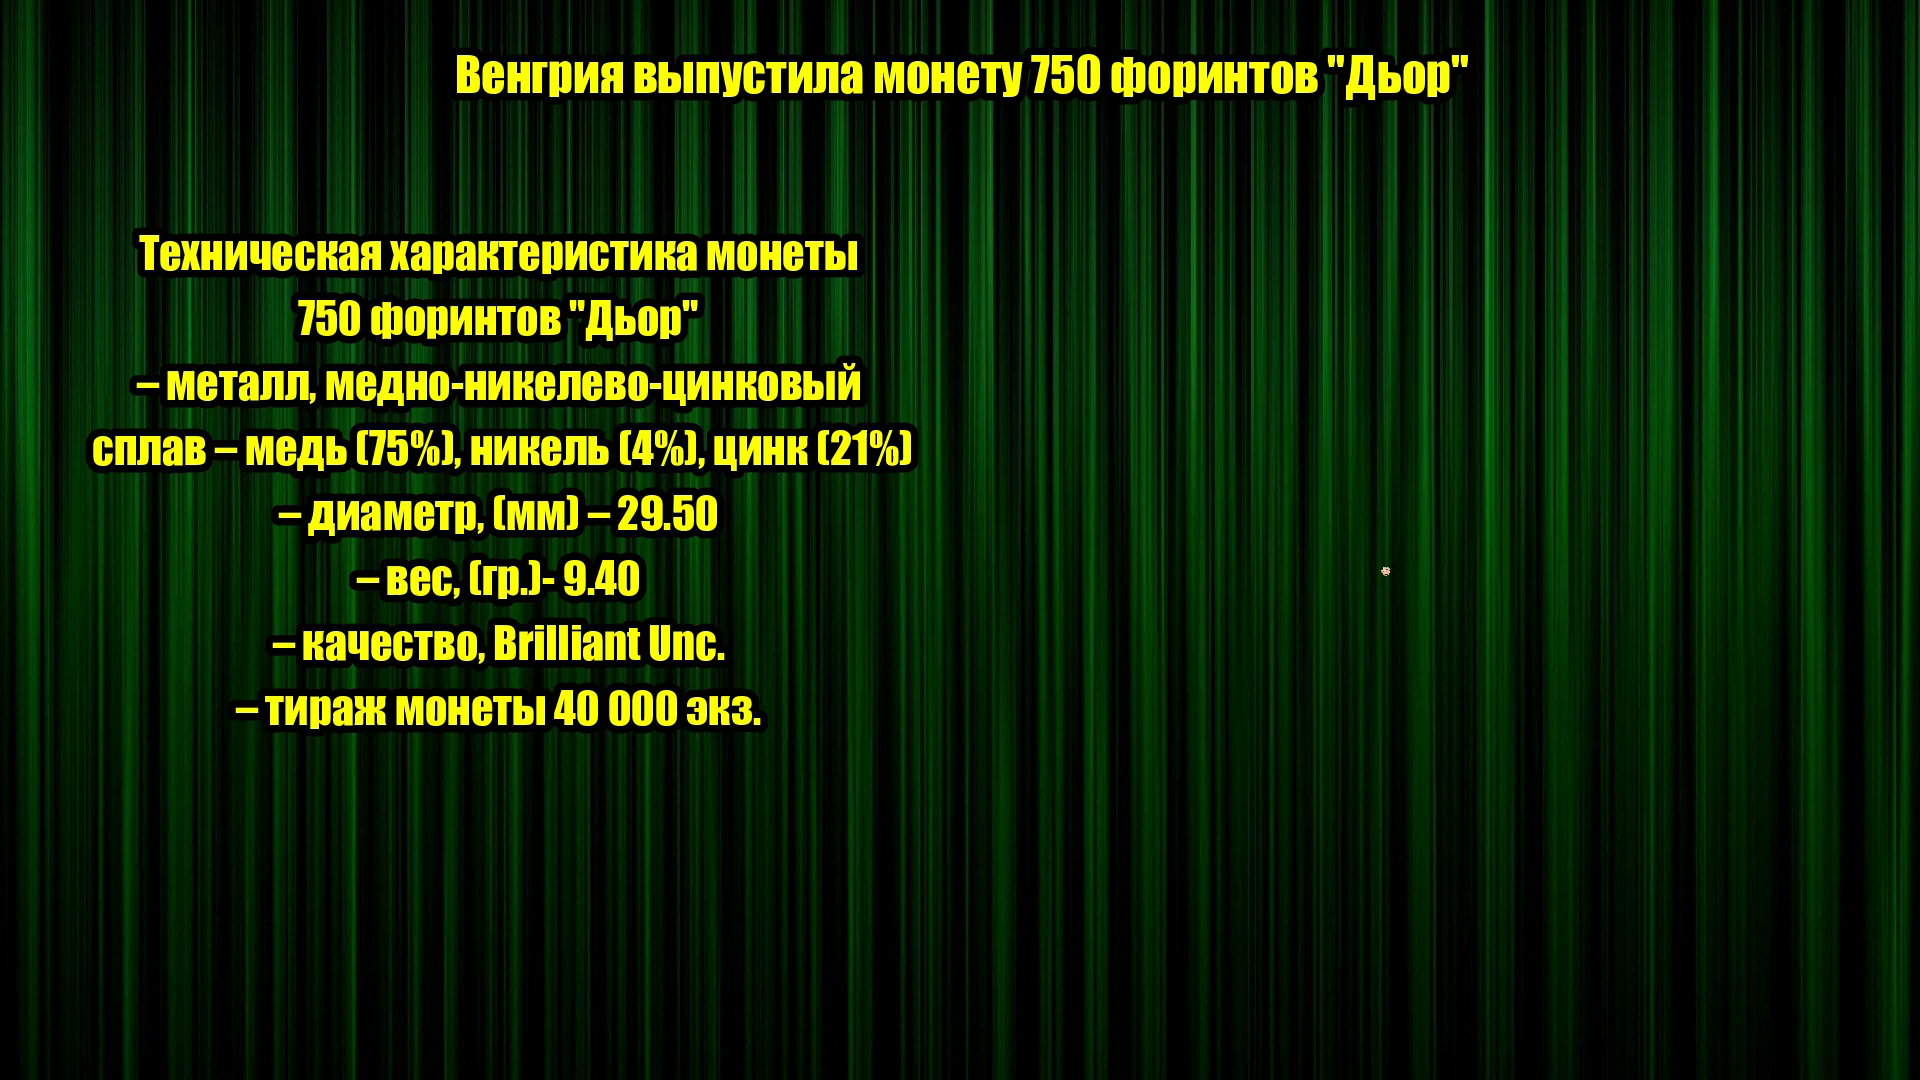 Венгрия выпустила монету 750 форинтов "Дьор"
Техническая характеристика монеты
750 форинтов "Дьор"
– металл, медно-никелево-цинковый
сплав – медь (75%), никель (4%), цинк (21%)
– диаметр, (мм) – 29.50
– вес, (гр.)- 9.40
– качество, Brilliant Unc.
– тираж монеты 40 000 экз.